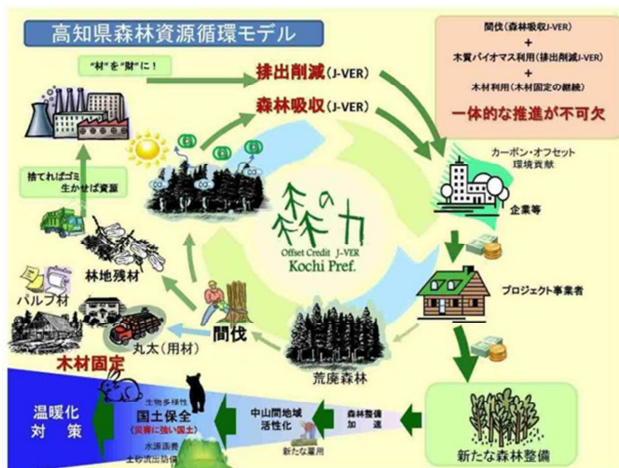 高知県森林資源循環モデル
間伐(森林吸収J-VER)
+
木質バイオマス利用(排出削減J-VER)
+
木材利用(木材固定の継続)
一体的な推進が不可欠
"材"を"財"に!
排出削減(J-VER)
森林吸収(J-VER)
カーボン・オフセット
環境貢献
企業等
捨てればゴミ
生かせば資源
森の力
Offset Credit J-VER
Kochi Pref.
林地残材
パルプ材
プロジェクト事業者
間伐
丸太(用材)
木材固定
荒廃森林
温暖化
対策
生物多様性
国土保全
(災害に強い国土)
水源涵養
土砂流出防備
中山間地域
活性化
新たな雇用
森林整備
加速
新たな森林整備